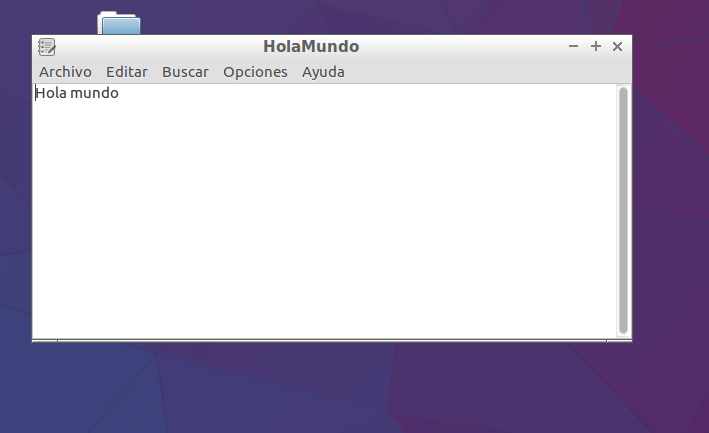 HolaMundo
Archivo Editar Buscar Opciones Ayuda
Hola mundo